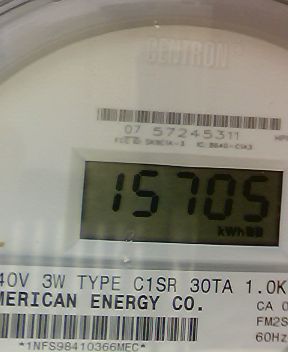 CENTRON
07 57245311
15705
kWh
40V 3W TYPE C1SR 30TA 1.0K
MERICAN ENERGY CO.
CA 0
FM2S
60Hz
*1NFS98410366MEC*